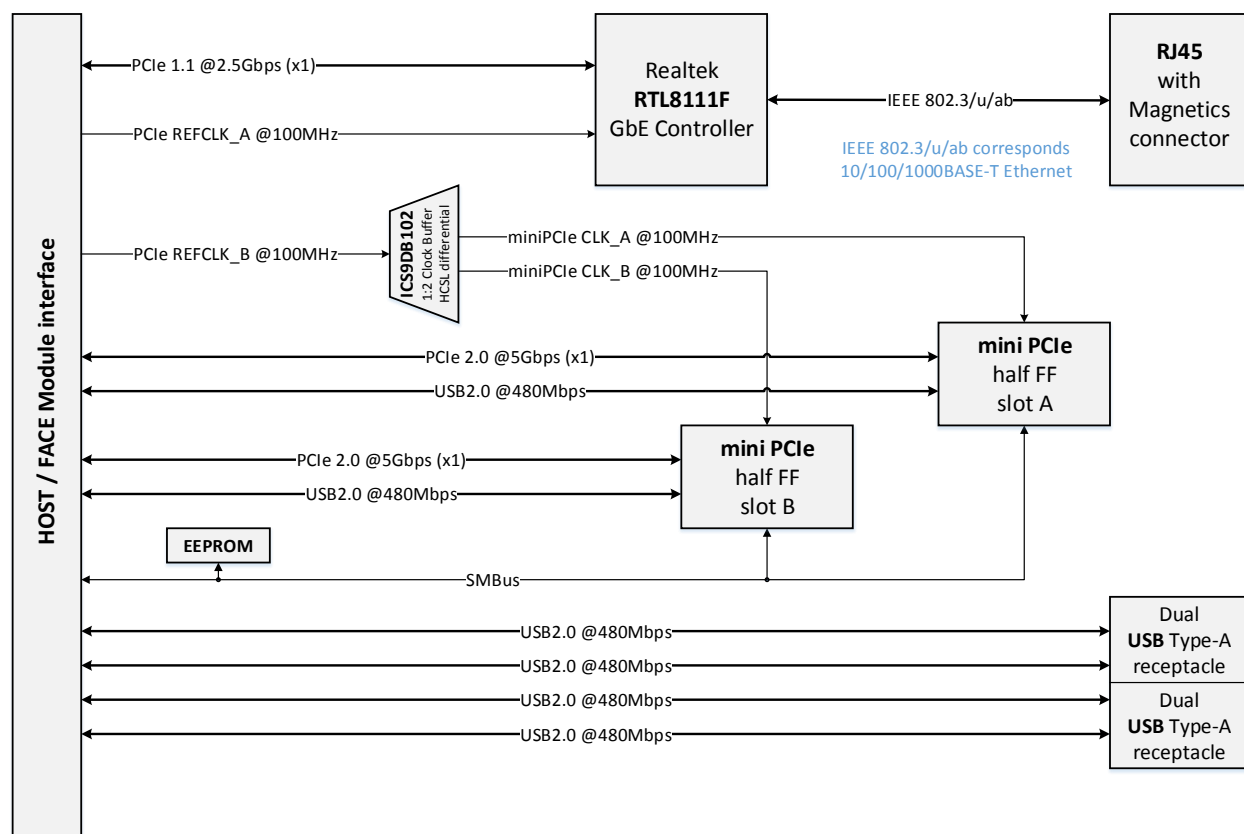 HOST / FACE Module interface
PCIe 1.1 @2.5Gbps (x1)
PCIe REFCLK_A @100MHz
Realtek
RTL8111F
GbE Controller
IEEE 802.3/u/ab
IEEE 802.3/u/ab corresponds
10/100/1000BASE-T Ethernet
RJ45
with
Magnetics
connector
PCIe REFCLK_B @100MHz
ICS9DB102
1:2 Clock Buffer
HCSL differential
miniPCIe CLK_A @100MHz
miniPCIe CLK_B @100MHz
PCIe 2.0 @5Gbps (x1)
USB2.0 @480Mbps
mini PCIe
half FF
slot A
PCIe 2.0 @5Gbps (x1)
USB2.0 @480Mbps
mini PCIe
half FF
slot B
EEPROM
SMBus
USB2.0 @480Mbps
USB2.0 @480Mbps
Dual
USB Type-A
receptacle
USB2.0 @480Mbps
USB2.0 @480Mbps
Dual
USB Type-A
receptacle